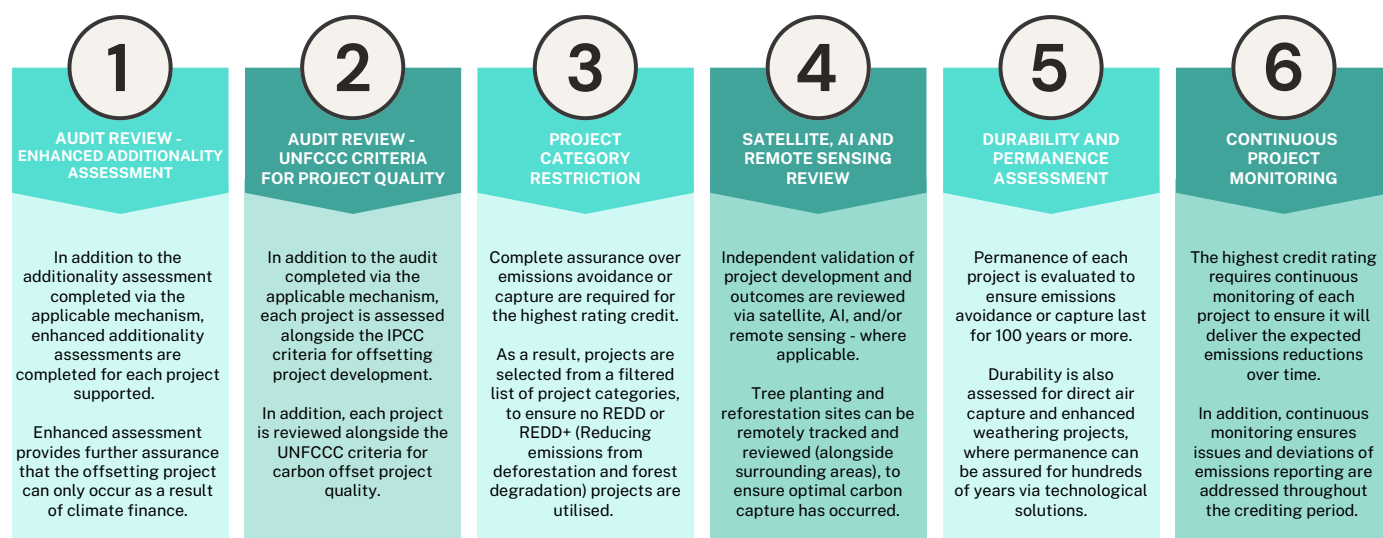 1
AUDIT REVIEW -
ENHANCED ADDITIONALITY
ASSESSMENT
In addition to the
additionality assessment
completed via the
applicable mechanism,
enhanced additionality
assessments are
completed for each project
supported.
Enhanced assessment
provides further assurance
that the offsetting project
can only occur as a result
of climate finance.
2
AUDIT REVIEW -
UNFCCC CRITERIA
FOR PROJECT QUALITY
In addition to the audit
completed via the
applicable mechanism,
each project is assessed
alongside the IPCC
criteria for offsetting
project development.
In addition, each project
is reviewed alongside the
UNFCCC criteria for
carbon offset project
quality.
3
PROJECT
CATEGORY
RESTRICTION
Complete assurance over
emissions avoidance or
capture are required for
the highest rating credit.
As a result, projects are
selected from a filtered
list of project categories,
to ensure no REDD or
REDD+ (Reducing
emissions from
deforestation and forest
degradation) projects are
utilised.
4
SATELLITE, AI AND
REMOTE SENSING
REVIEW
Independent validation of
project development and
outcomes are reviewed
via satellite, AI, and/or
remote sensing - where
applicable.
Tree planting and
reforestation sites can be
remotely tracked and
reviewed (alongside
surrounding areas), to
ensure optimal carbon
capture has occurred.
5
DURABILITY AND
PERMANENCE
ASSESSMENT
Permanence of each
project is evaluated to
ensure emissions
avoidance or capture last
for 100 years or more.
Durability is also
assessed for direct air
capture and enhanced
weathering projects,
where permanence can
be assured for hundreds
of years via technological
solutions.
6
CONTINUOUS
PROJECT
MONITORING
The highest credit rating
requires continuous
monitoring of each
project to ensure it will
deliver the expected
emissions reductions
over time.
In addition, continuous
monitoring ensures
issues and deviations of
emissions reporting are
addressed throughout
the crediting period.